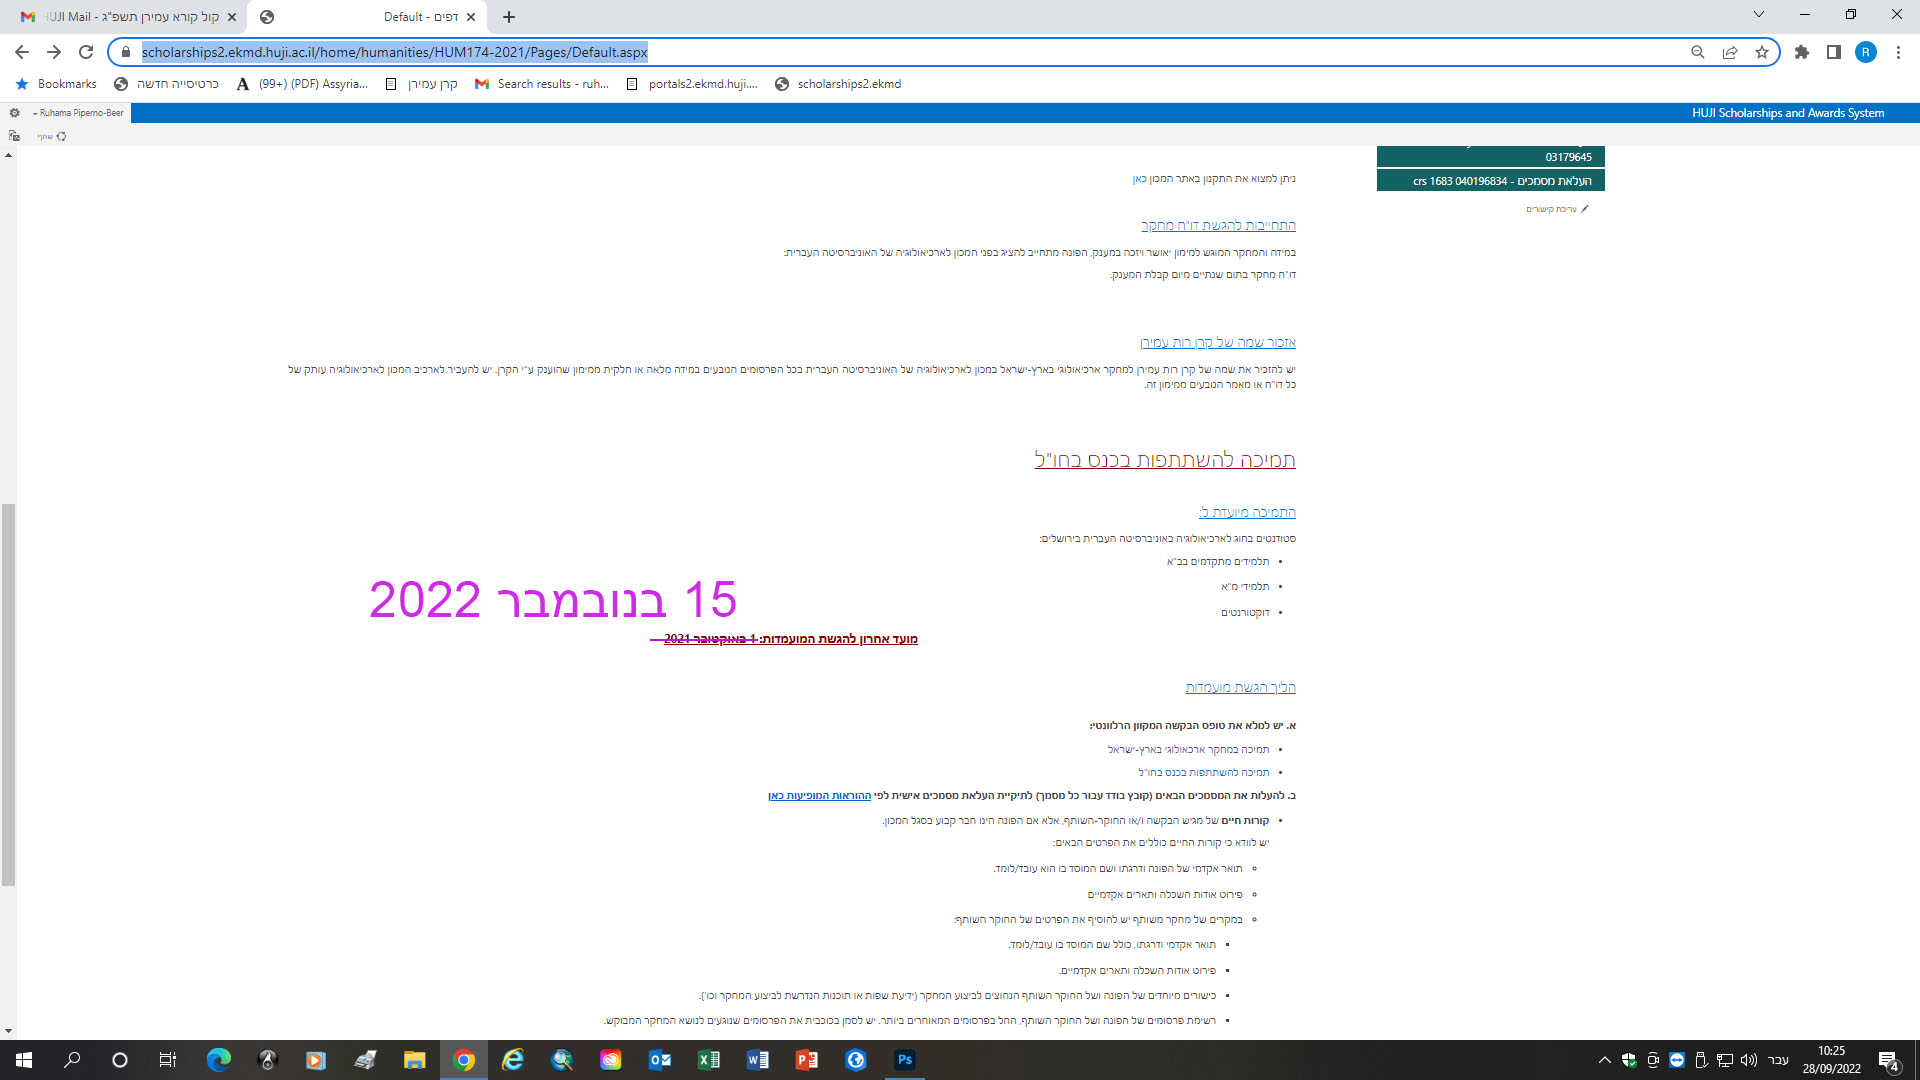 קול קורא עמירן תשפ"ג - HUJI Mail
דפים - Default
scholarships2.ekmd.huji.ac.il/home/humanities/HUM174-2021/Pages/Default.aspx
Bookmarks
כרטיסייה חדשה
(99+) (PDF) Assyria...
קרן עמירן
Search results - ruh...
portals2.ekmd.huji....
scholarships2.ekmd
Ruhama Piperno-Beer
HUJI Scholarships and Awards System
שתף
03179645
העלאת מסמכים - crs 1683 040196834
עריכת קישורים
ניתן למצוא את התקנון באתר המכון כאן
התחייבות להגשת דו"ח מחקר
במידה והמחקר המוגש למימון יאושר ויזכה במענק, הפונה מתחייב להציג בפני המכון לארכיאולוגיה של האוניברסיטה העברית:
דו"ח מחקר בתום שנתיים מיום קבלת המענק.
אזכור שמה של קרן רות עמירן
יש להזכיר את שמה של קרן רות עמירן למחקר ארכיאולוגי בארץ-ישראל במכון לארכיאולוגיה של האוניברסיטה העברית בכל הפרסומים הנובעים במידה מלאה או חלקית ממימון שהוענק ע"י הקרן. יש להעביר לארכיב המכון לארכיאולוגיה עותק של
כל דו"ח או מאמר הנובעים ממימון זה.
תמיכה להשתתפות בכנס בחו"ל
התמיכה מיועדת ל:
סטודנטים בחוג לארכיאולוגיה באוניברסיטה העברית בירושלים:
תלמידים מתקדמים בב"א
תלמידי מ"א
דוקטורנטים
15 בנובמבר 2022
מועד אחרון להגשת המועמדות: 1 באוקטובר 2021
הליך הגשת מועמדות
א. יש למלא את טופס הבקשה המקוון הרלוונטי:
תמיכה במחקר ארכאולוגי בארץ-ישראל
תמיכה להשתתפות בכנס בחו"ל
ב. להעלות את המסמכים הבאים (קובץ בודד עבור כל מסמך) לתיקיית העלאת מסמכים אישית לפי ההוראות המופיעות כאן
קורות חיים של מגיש הבקשה ו/או החוקר-השותף, אלא אם הפונה הינו חבר קבוע בסגל המכון.
יש לוודא כי קורות החיים כוללים את הפרטים הבאים:
תואר אקדמי של הפונה ודרגתו ושם המוסד בו הוא עובד/לומד.
פירוט אודות השכלה ותארים אקדמיים
במקרים של מחקר משותף יש להוסיף את הפרטים של החוקר השותף:
תואר אקדמי ודרגתו, כולל שם המוסד בו עובד/לומד.
פירוט אודות השכלה ותארים אקדמיים.
כישורים מיוחדים של הפונה ושל החוקר השותף הנחוצים לביצוע המחקר (ידיעת שפות או תוכנות הנדרשת לביצוע המחקר וכו').
רשימת פרסומים של הפונה ושל החוקר השותף, החל בפרסומים המאוחרים ביותר. יש לסמן בכוכבית את הפרסומים שנוגעים לנושא המחקר המבוקש.
עבר
10:25
28/09/2022
4